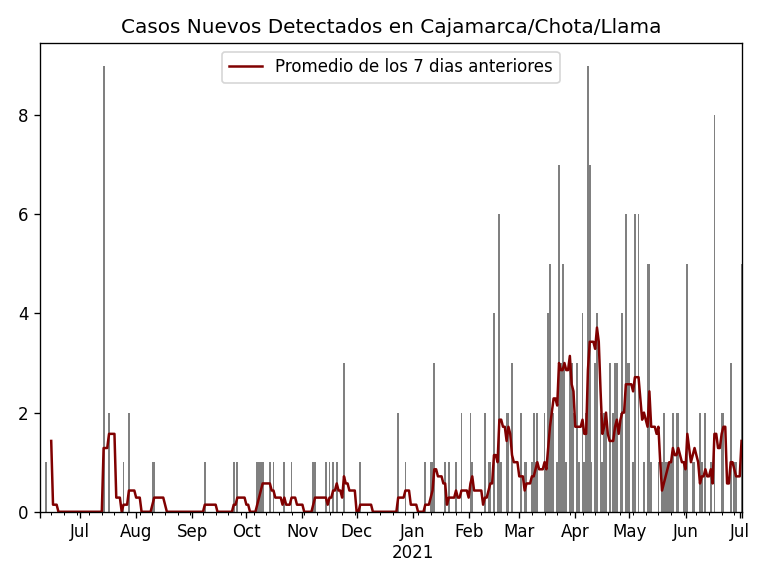 Casos Nuevos Detectados en Cajamarca/Chota/Llama
Promedio de los 7 dias anteriores
8
6
4
2
0
Jul Aug Sep Oct Nov Dec Jan Feb Mar Apr May Jun Jul
2021